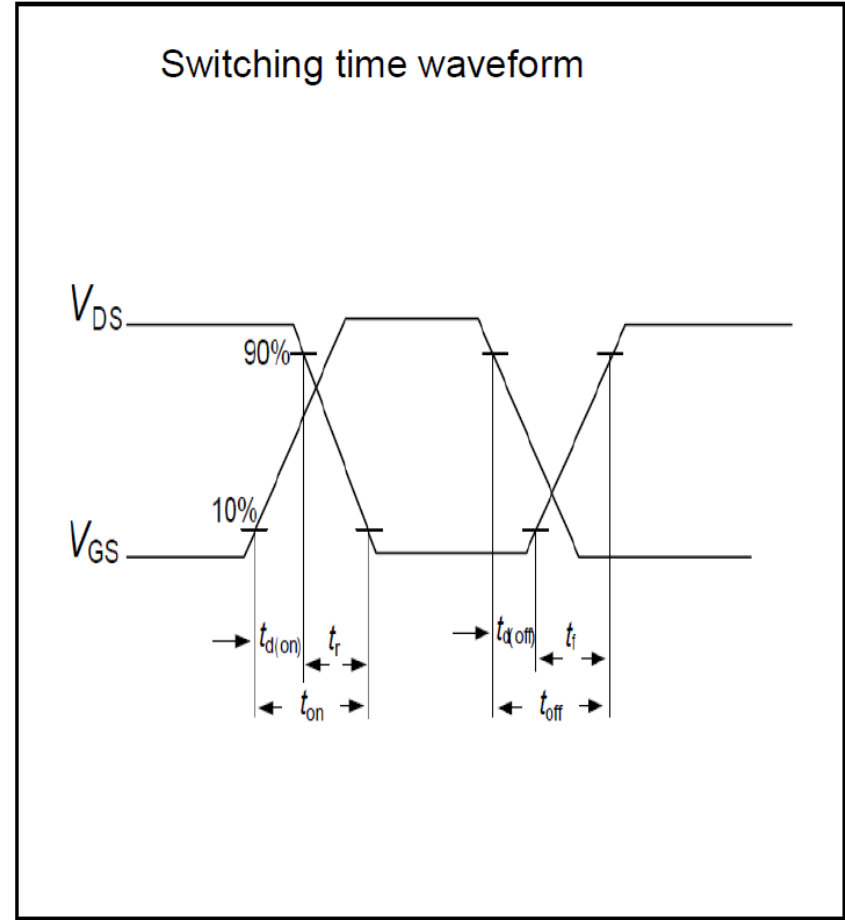 Switching time waveform
VDS
90%
10%
VGS
td(on) tr td(off) tf
ton toff